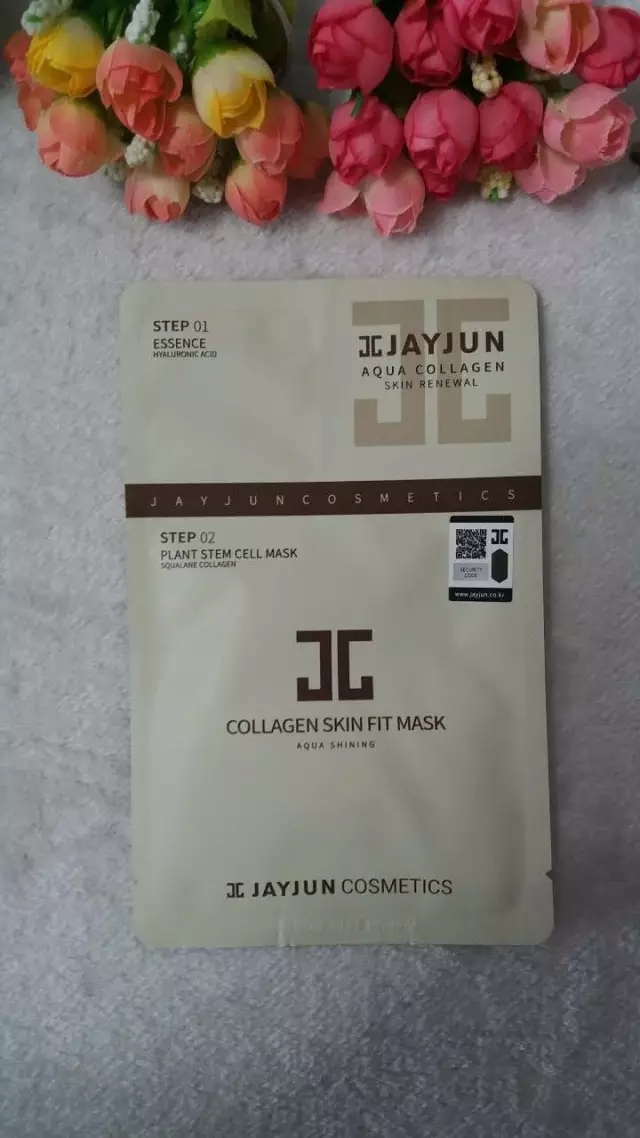 STEP 01
ESSENCE
HYALURONIC ACID
JAYJUN
AQUA COLLAGEN
SKIN RENEWAL
JAYJUNCOSMETICS
STEP 02
PLANT STEM CELL MASK
SQUALANE COLLAGEN
SECURITY
CODE
www.jayjun.co.kr
COLLAGEN SKIN FIT MASK
AQUA SHINING
JAYJUN COSMETICS